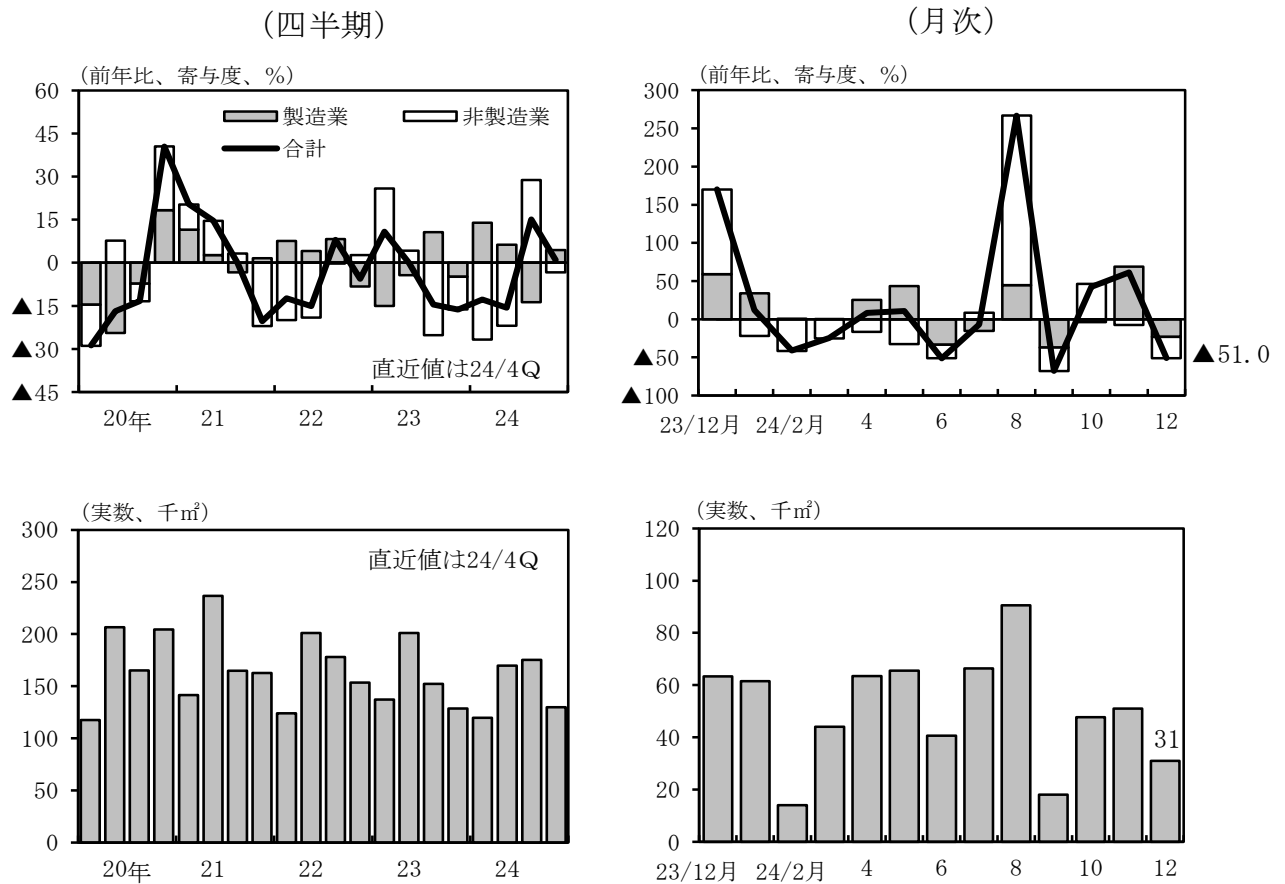 (四半期)
(前年比、寄与度、%)
60
45
30
15
0
▲15
▲30
▲45
製造業
非製造業
合計
直近値は24/4Q
20年 21 22 23 24
(月次)
(前年比、寄与度、%)
300
250
200
150
100
50
0
▲50
▲100
▲51.0
23/12月 24/2月 4 6 8 10 12
(実数、千㎡)
300
250
200
150
100
50
0
直近値は24/4Q
20年 21 22 23 24
(実数、千㎡)
120
100
80
60
40
20
0
31
23/12月 24/2月 4 6 8 10 12